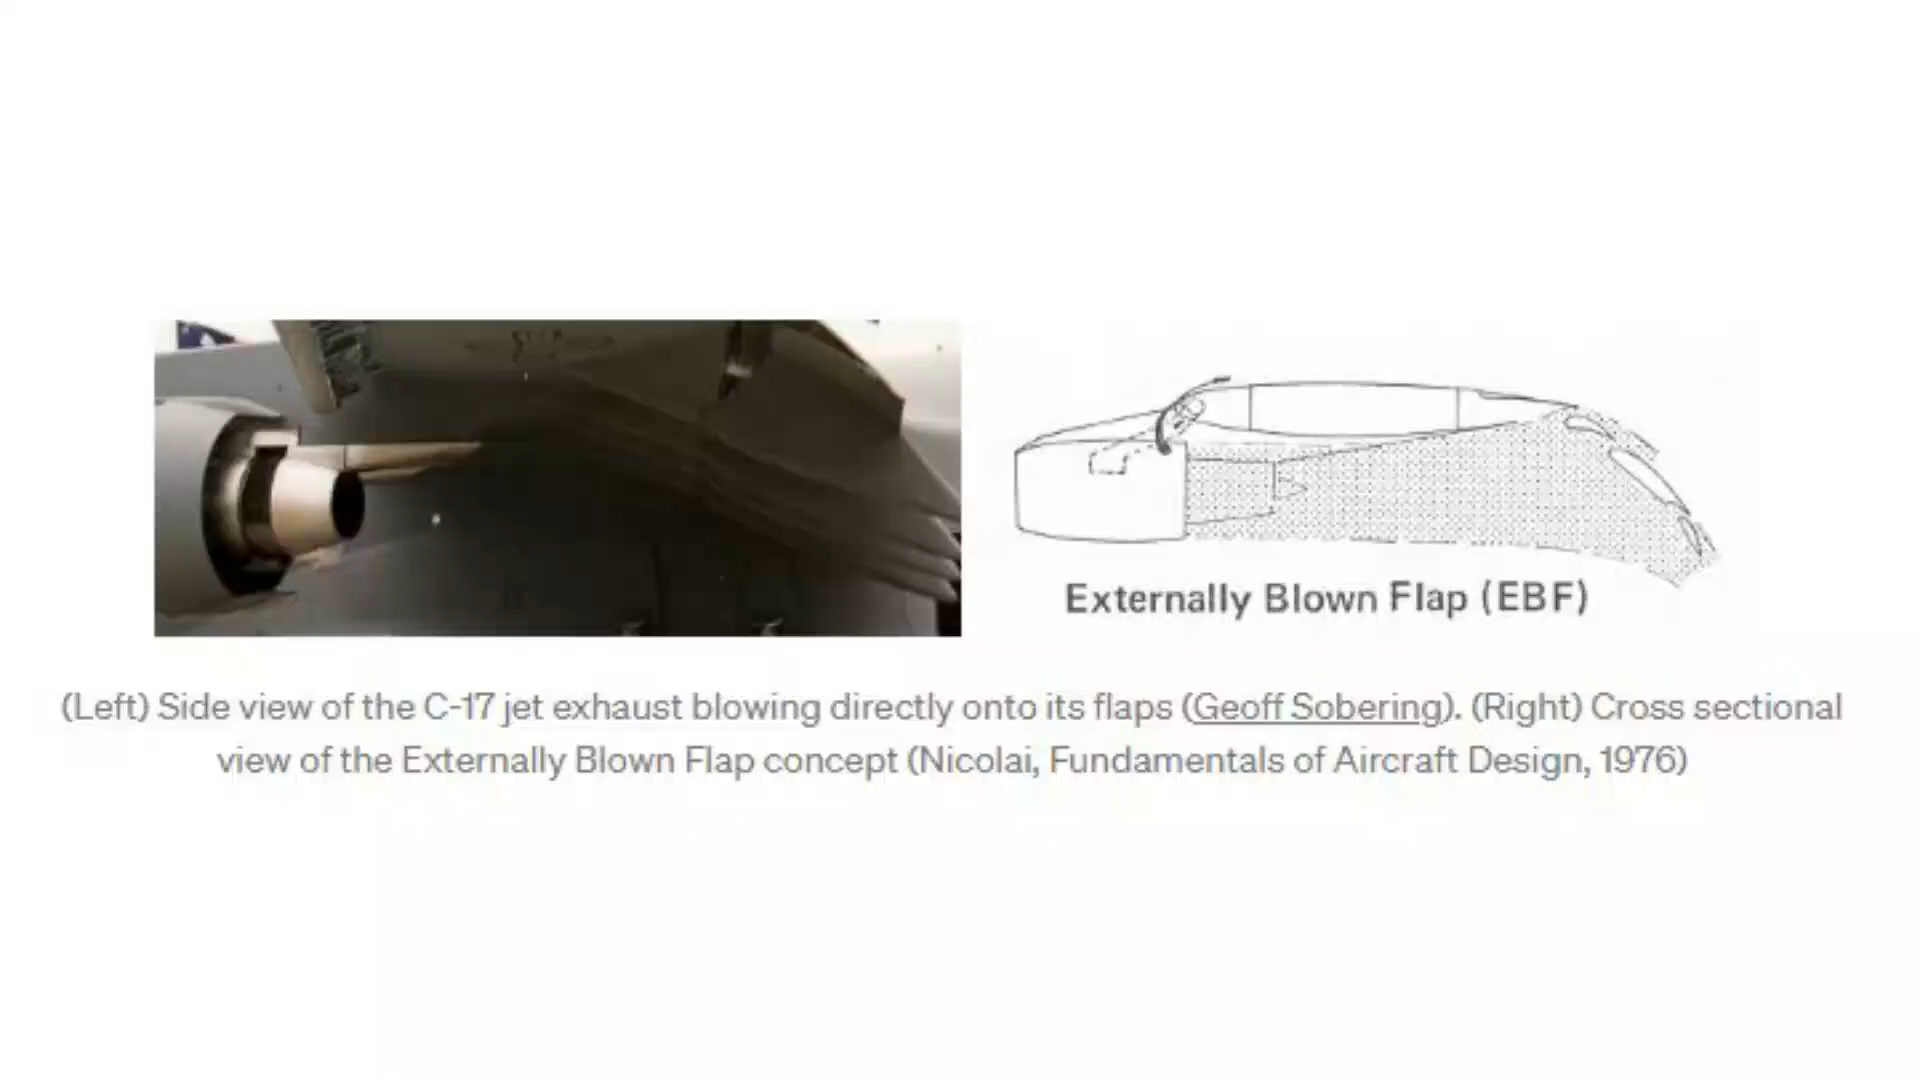 Externally Blown Flap (EBF)
(Left) Side view of the C-17 jet exhaust blowing directly onto its flaps (Geoff Sobering). (Right) Cross sectional
view of the Externally Blown Flap concept (Nicolai, Fundamentals of Aircraft Design, 1976)